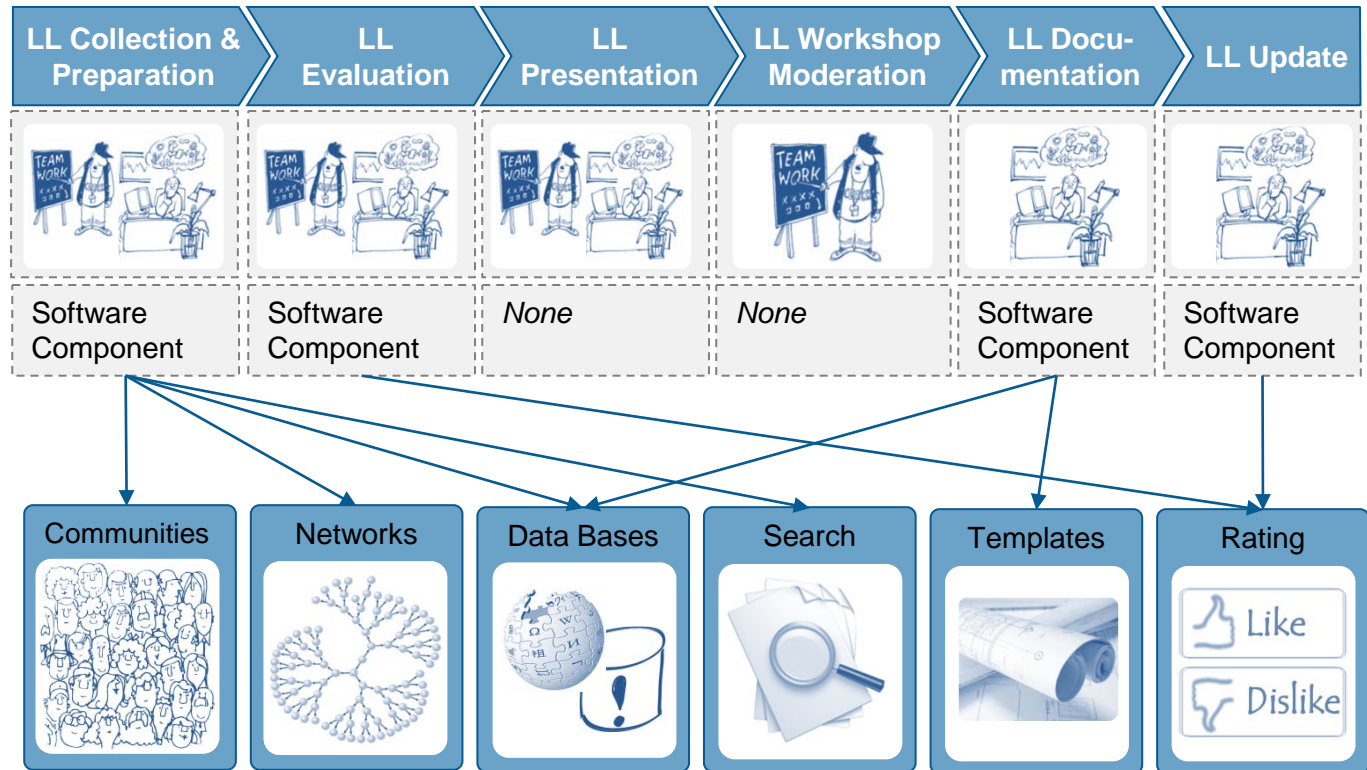 LL Collection &
Preparation
LL
Evaluation
LL
Presentation
LL Workshop
Moderation
LL Docu-
mentation
LL Update
TEAM
WORK
TEAM
WORK
TEAM
WORK
TEAM
WORK
Software
Component
Software
Component
None
None
Software
Component
Software
Component
Communities
Networks
Data Bases
Search
Templates
Rating
Like
Dislike